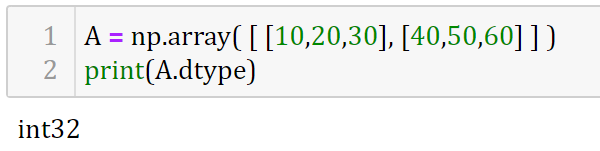 1 A = np.array( [ [10,20,30], [40,50,60] ] )
2 print(A.dtype)
int32